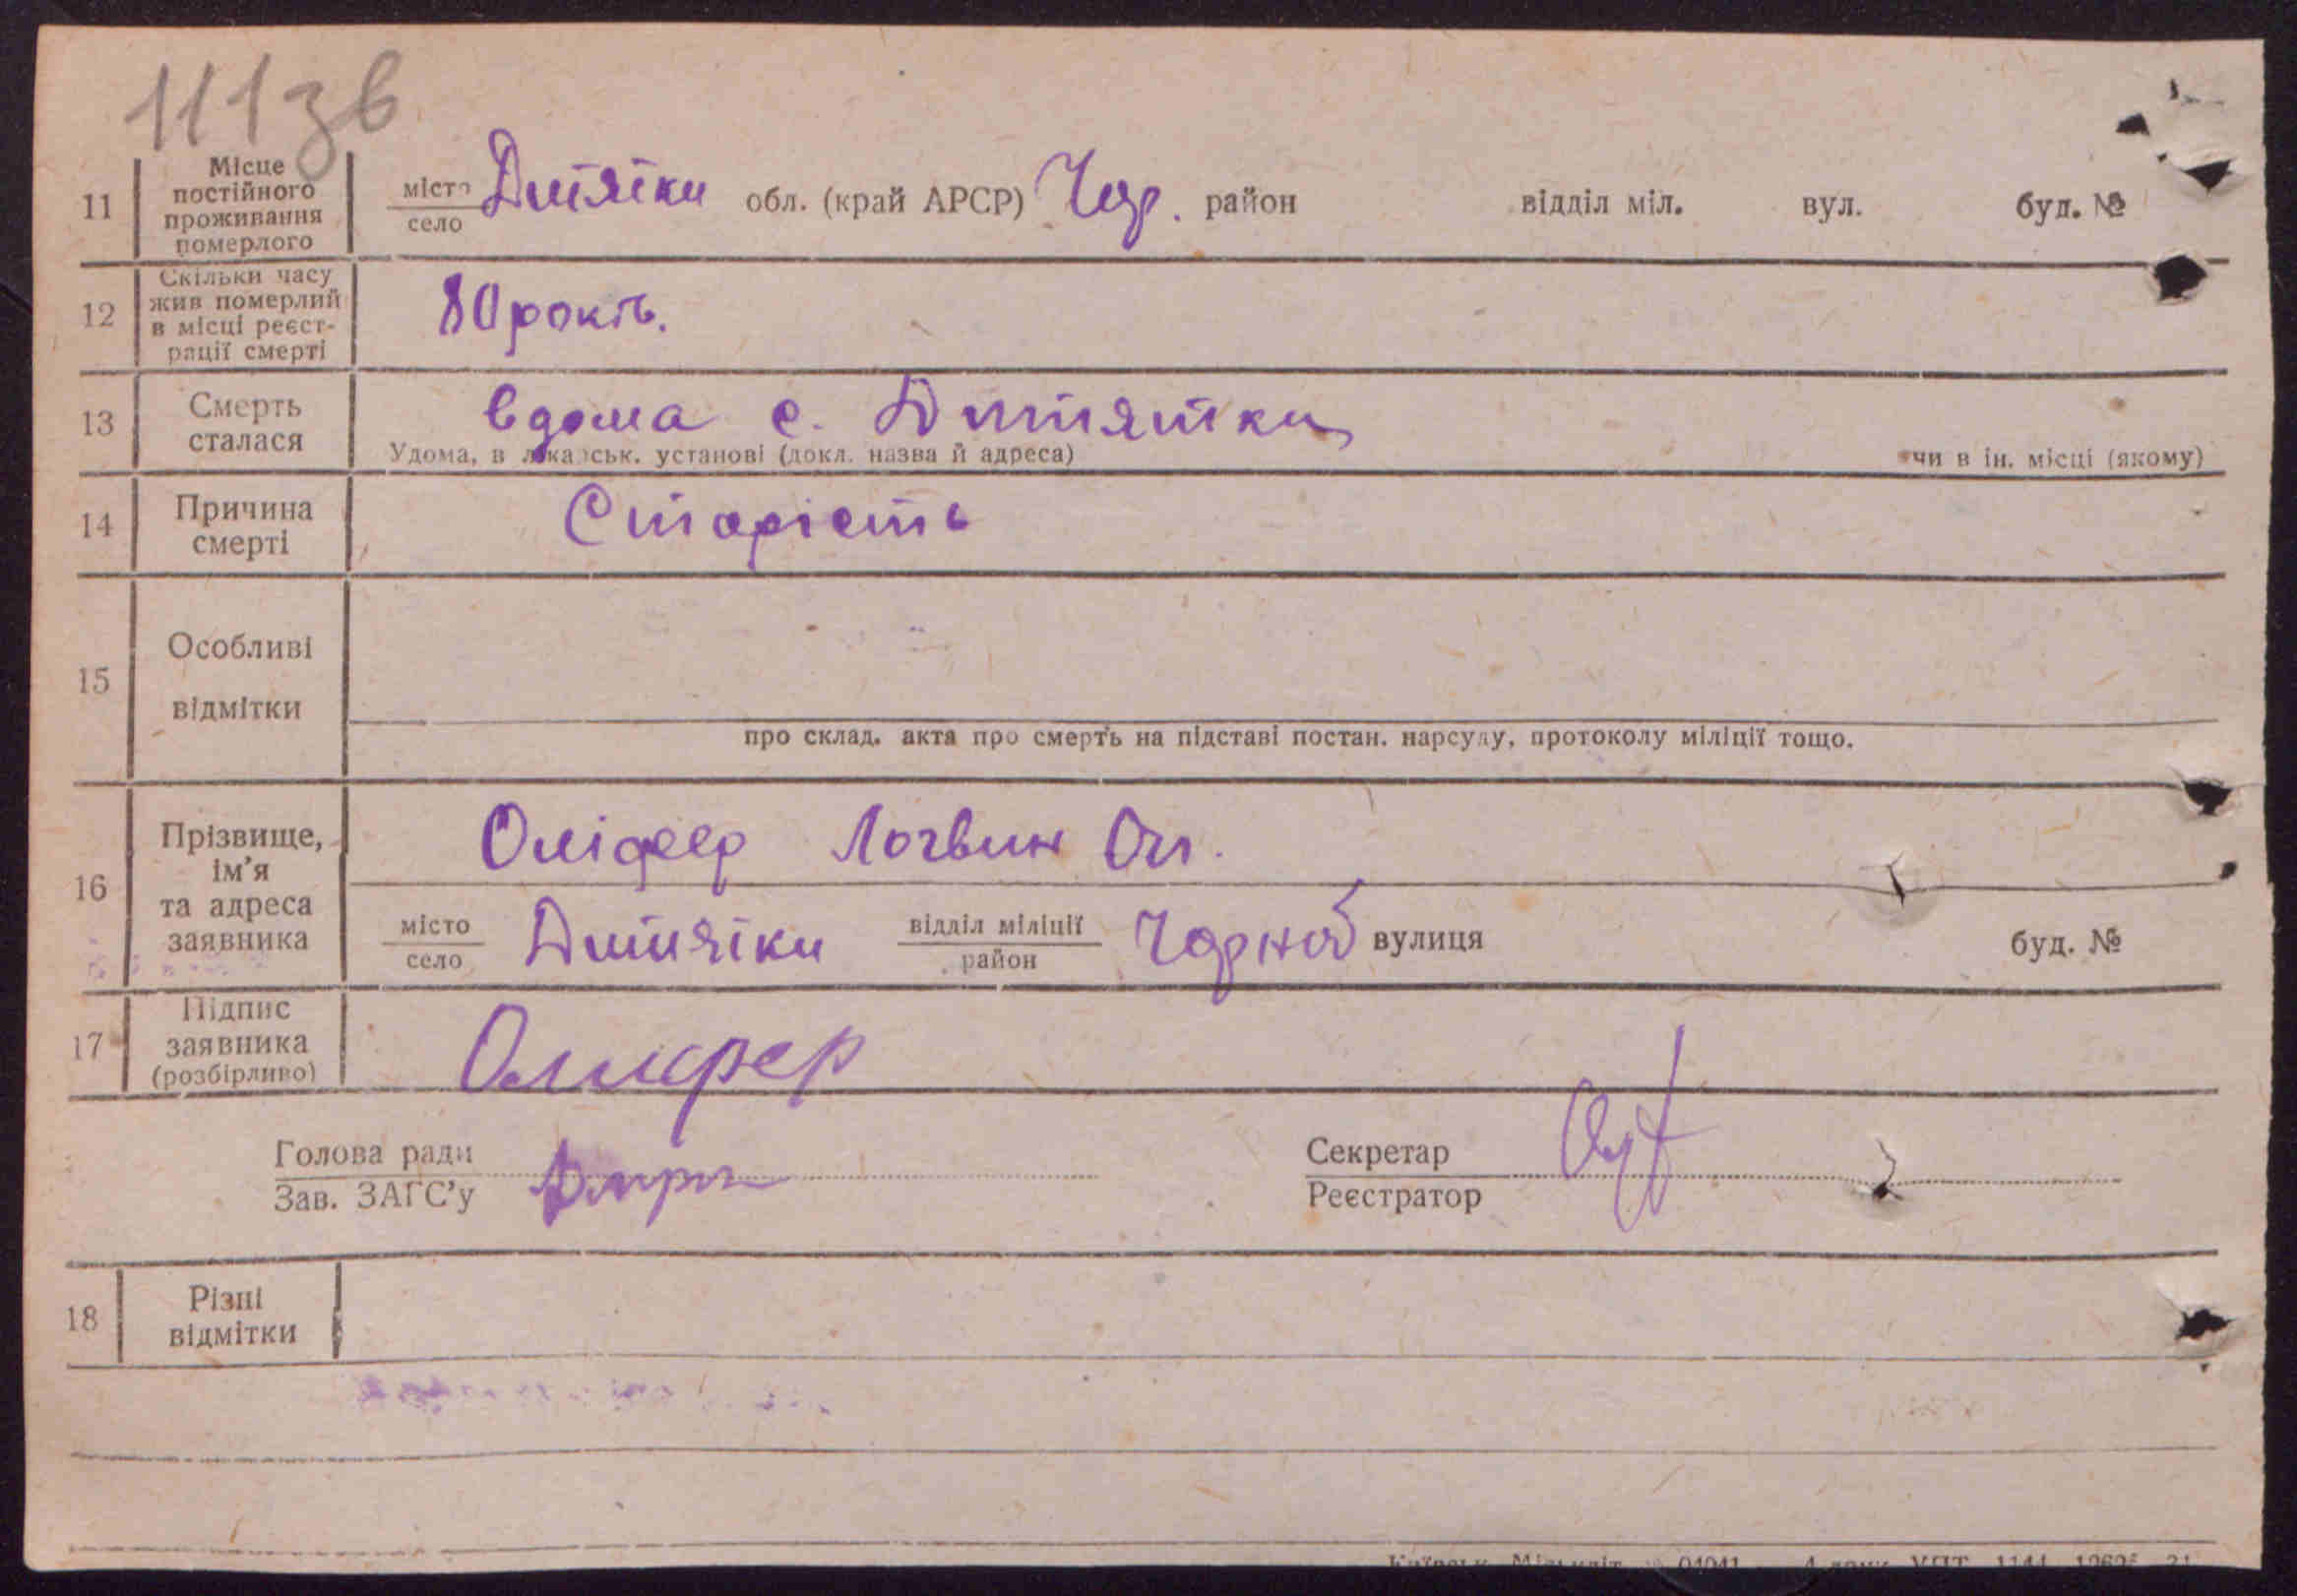 111зв
11 Місце постійного проживання померлого місто село Дитятки обл. (край АРСР) Чор. район відділ міл. вул. буд. №
12 Скільки часу жив померлий в місці реєстрації смерті 80 років.
13 Смерть сталася вдома с. Дитятки
Удома, в лікарськ. установі (докл. назва й адреса) чи в ін. місці (якому)
14 Причина смерті Старість
15 Особливі відмітки
про склад. акта про смерть на підставі постан. нарсуду, протоколу міліції тощо.
16 Прізвище, ім'я та адреса заявника Оліфер Логвин Ол.
місто село Дитятки відділ міліції район Чорноб вулиця буд. №
17 Підпис заявника (розбірливо) Олифер
Голова ради Секретар
Зав. ЗАГС'у Реєстратор
18 Різні відмітки